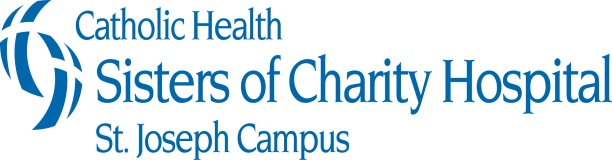 Catholic Health
Sisters of Charity Hospital
St. Joseph Campus